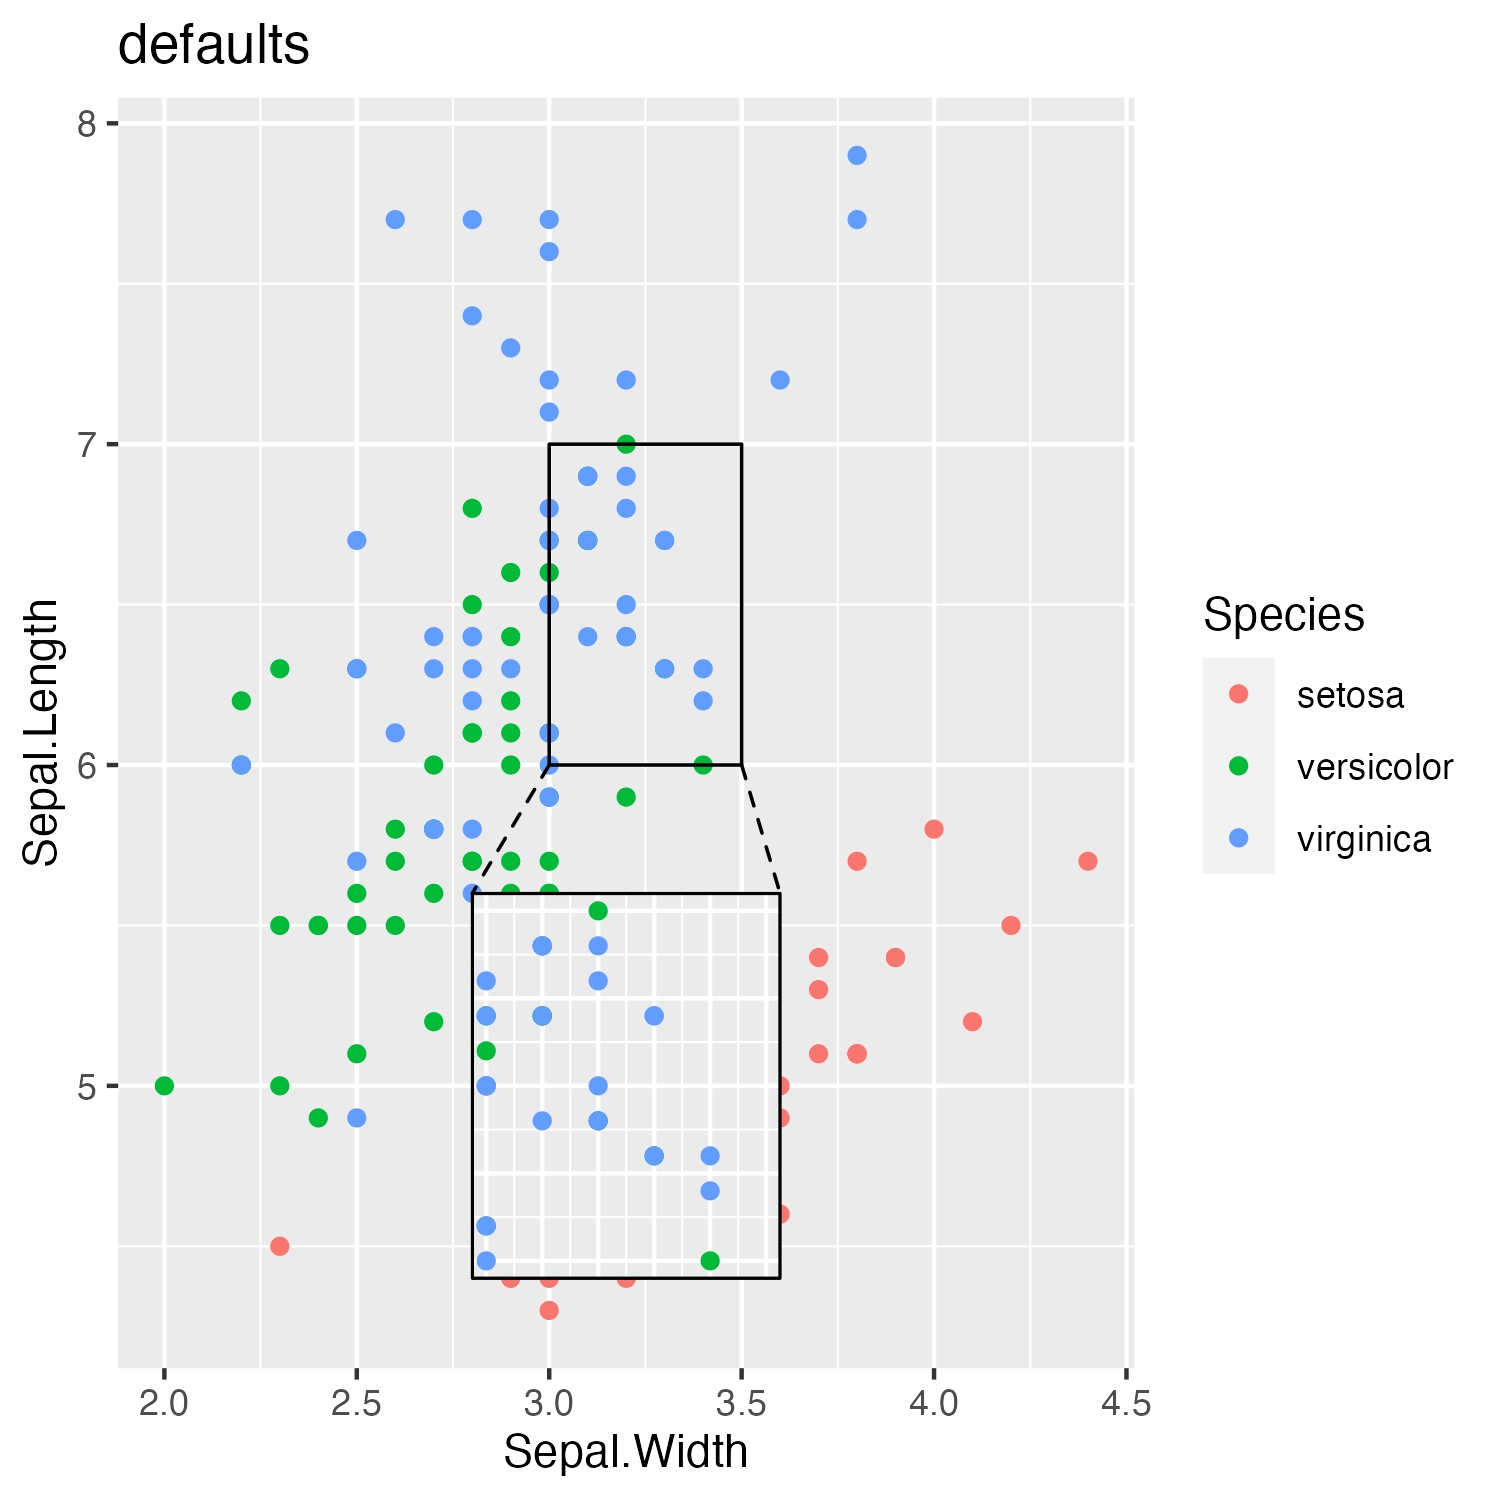 defaults
8
7
6
5
Sepal.Length
2.0 2.5 3.0 3.5 4.0 4.5
Sepal.Width
Species
setosa
versicolor
virginica